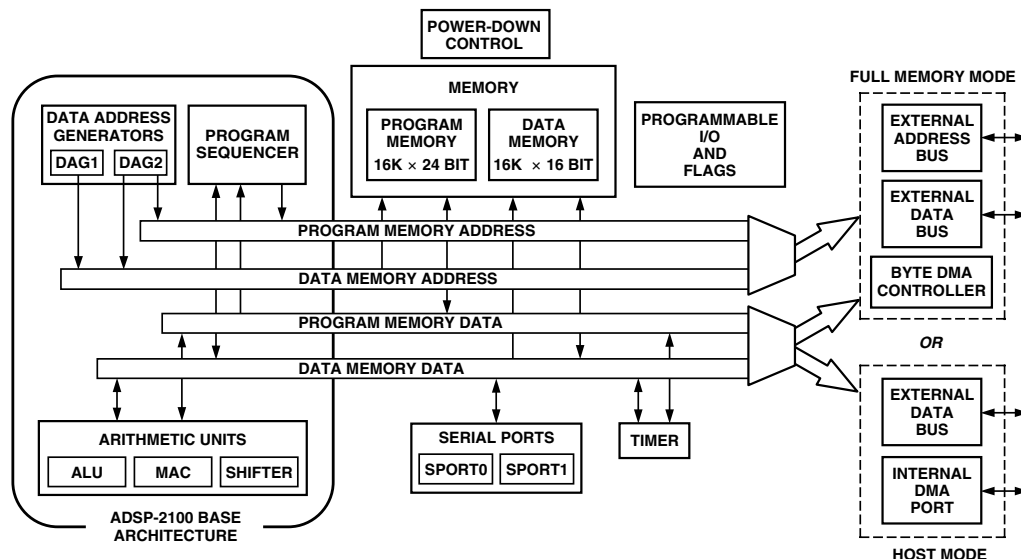 POWER-DOWN
CONTROL
MEMORY
PROGRAM
MEMORY
16K × 24 BIT
DATA
MEMORY
16K × 16 BIT
DATA ADDRESS
GENERATORS
DAG1
DAG2
PROGRAM
SEQUENCER
PROGRAMMABLE
I/O
AND
FLAGS
FULL MEMORY MODE
EXTERNAL
ADDRESS
BUS
EXTERNAL
DATA
BUS
BYTE DMA
CONTROLLER
PROGRAM MEMORY ADDRESS
DATA MEMORY ADDRESS
PROGRAM MEMORY DATA
DATA MEMORY DATA
OR
ARITHMETIC UNITS
ALU
MAC
SHIFTER
SERIAL PORTS
SPORT0
SPORT1
TIMER
EXTERNAL
DATA
BUS
INTERNAL
DMA
PORT
ADSP-2100 BASE
ARCHITECTURE
HOST MODE